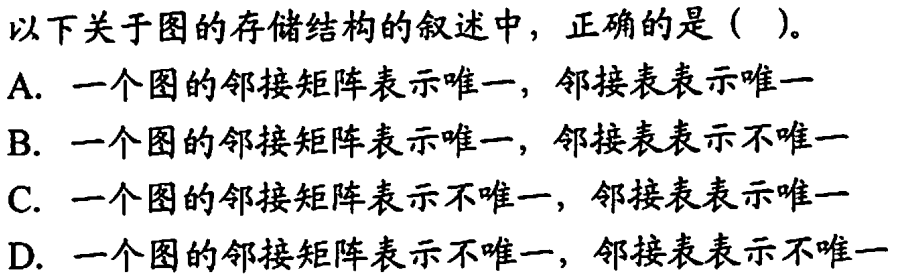 以下关于图的存储结构的叙述中，正确的是（ ）。
A. 一个图的邻接矩阵表示唯一，邻接表表示唯一
B. 一个图的邻接矩阵表示唯一，邻接表表示不唯一
C. 一个图的邻接矩阵表示不唯一，邻接表表示唯一
D. 一个图的邻接矩阵表示不唯一，邻接表表示不唯一